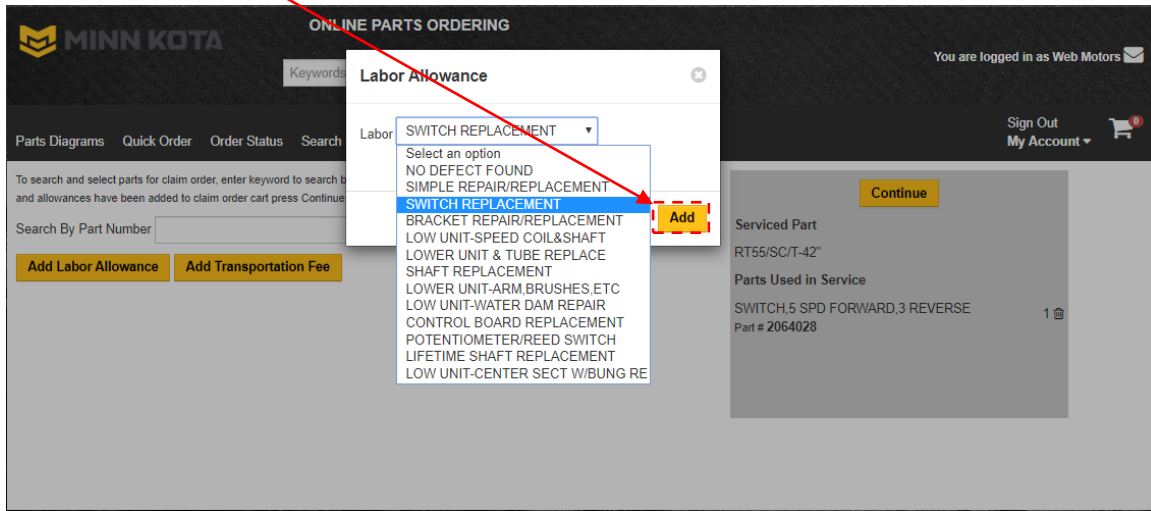 ONLINE PARTS ORDERING
MINN KOTA
You are logged in as Web Motors
Keywords
Labor Allowance
Parts Diagrams Quick Order Order Status Search
Sign Out
My Account
0
Labor SWITCH REPLACEMENT
Select an option
NO DEFECT FOUND
SIMPLE REPAIR/REPLACEMENT
SWITCH REPLACEMENT
BRACKET REPAIR/REPLACEMENT
LOW UNIT-SPEED COIL&SHAFT
LOWER UNIT & TUBE REPLACE
SHAFT REPLACEMENT
LOWER UNIT-ARM,BRUSHES,ETC
LOW UNIT-WATER DAM REPAIR
CONTROL BOARD REPLACEMENT
POTENTIOMETER/REED SWITCH
LIFETIME SHAFT REPLACEMENT
LOW UNIT-CENTER SECT W/BUNG RE
Add
To search and select parts for claim order, enter keyword to search b
and allowances have been added to claim order cart press Continue
Search By Part Number
Add Labor Allowance Add Transportation Fee
Continue
Serviced Part
RT55/SC/T-42"
Parts Used in Service
SWITCH,5 SPD FORWARD,3 REVERSE 1
Part # 2064028